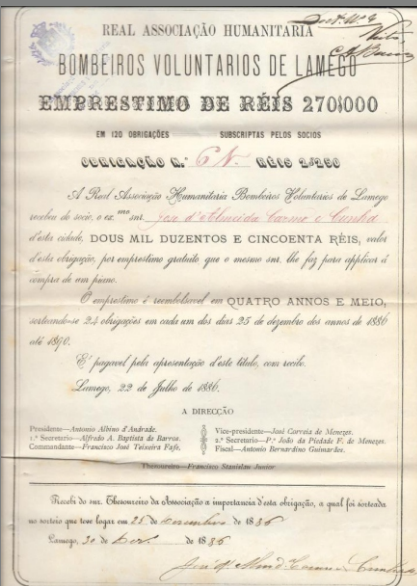 REAL ASSOCIAÇÃO HUMANITARIA
BOMBEIROS VOLUNTARIOS DE LAMEGO
EMPRESTIMO DE RÉIS 270$000
EM 120 OBRIGAÇÕES SUBSCRIPTAS PELOS SOCIOS
OBRIGAÇÃO N.º 6 RÉIS 2$250
A Real Associação Humanitaria Bombeiros Voluntarios de Lamego
recebeu do socio, o ex.mo snr. José d'Almeida Carmo e Cunha
d'esta cidade, DOUS MIL DUZENTOS E CINCOENTA RÉIS, valor
d'esta obrigação, por emprestimo gratuito que o mesmo snr. lhe faz para applicar á
compra de um piano.
O emprestimo é reembolsavel em QUATRO ANNOS E MEIO,
sorteando-se 24 obrigações em cada um dos dias 25 de dezembro dos annos de 1886
até 1890.
E' pagavel pela apresentação d'este titulo, com recibo.
Lamego, 22 de Julho de 1886.
A DIRECÇÃO
Presidente—Antonio Albino d'Andrade.
1.º Secretario—Alfredo A. Baptista de Barros.
Commandante—Francisco José Teixeira Fafe.
Vice-presidente—José Correia de Menezes.
2.º Secretario—P.e João da Piedade F. de Menezes.
Fiscal—Antonio Bernardino Guimarães.
Thesoureiro—Francisco Stanislau Junior
Recebi do snr. Thesoureiro da Associação a importancia d'esta obrigação, a qual foi sorteada
no sorteio que teve logar em 25 de dezembro de 1886
Lamego, 30 de Dez.º de 1886
José d'Almd.a Carmo e Cunha